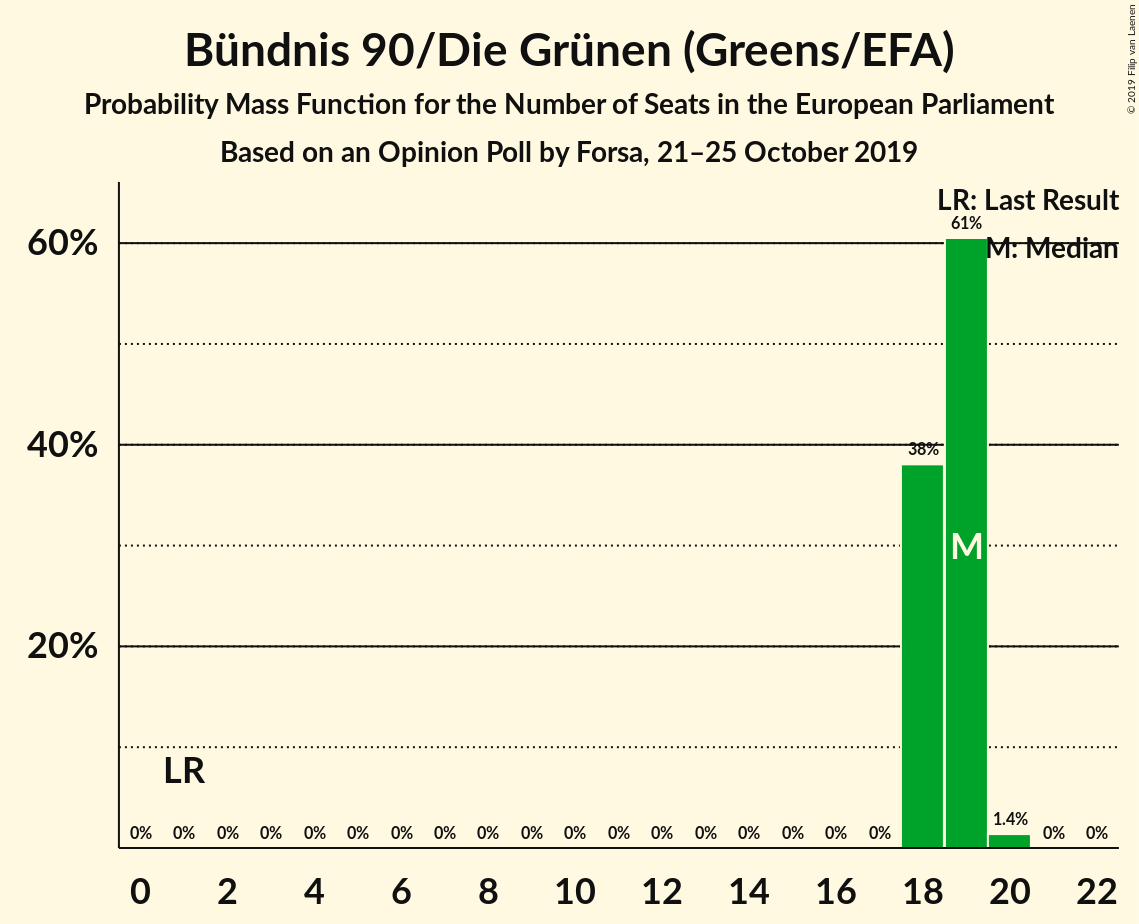 Bündnis 90/Die Grünen (Greens/EFA)
Probability Mass Function for the Number of Seats in the European Parliament
Based on an Opinion Poll by Forsa, 21–25 October 2019
© 2019 Filip van Laenen
LR: Last Result
M: Median
60%
40%
20%
61%
38%
M
LR
1.4%
0% 0% 0% 0% 0% 0% 0% 0% 0% 0% 0% 0% 0% 0% 0% 0% 0% 0% 0% 0%
0 2 4 6 8 10 12 14 16 18 20 22